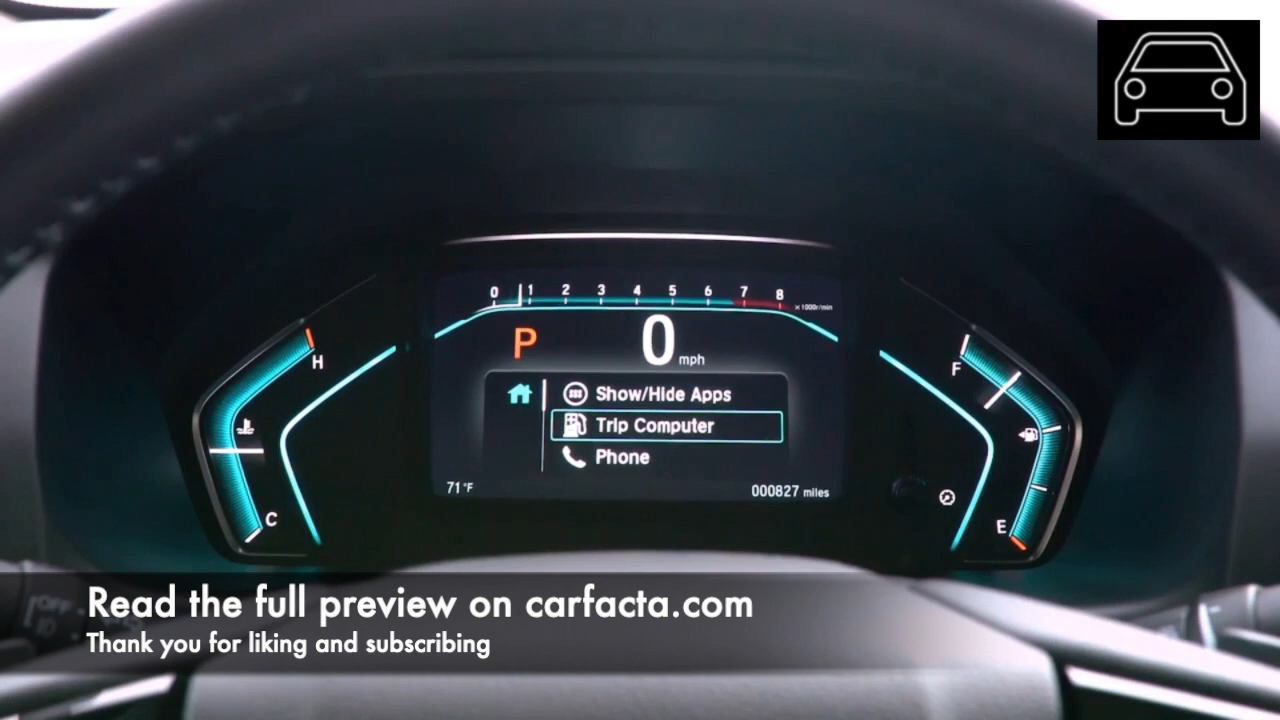 0 1 2 3 4 5 6 7 8 x1000r/min
P 0 mph
H
F
Show/Hide Apps
Trip Computer
Phone
71°F
000827 miles
C
E
OFF
Read the full preview on carfacta.com
Thank you for liking and subscribing